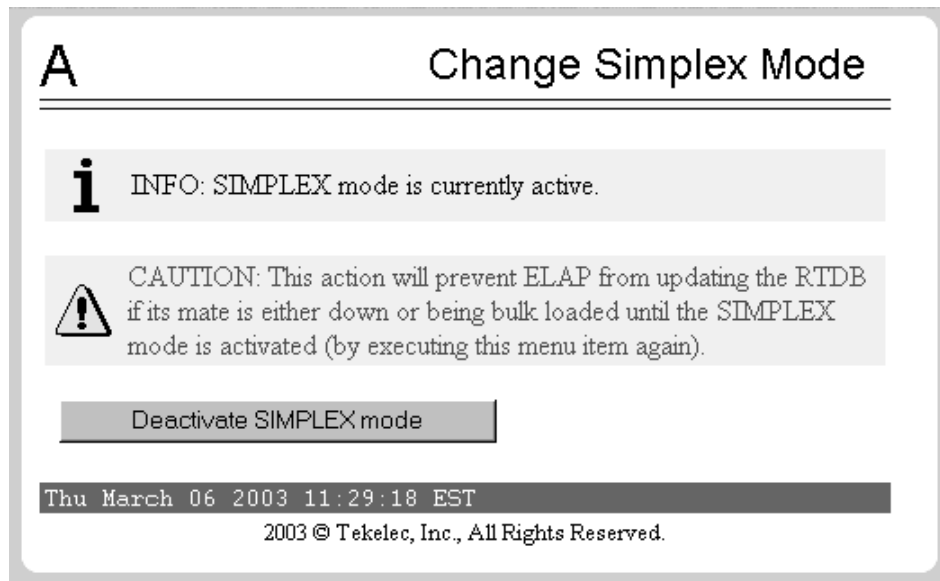 A
Change Simplex Mode
INFO: SIMPLEX mode is currently active.
CAUTION: This action will prevent ELAP from updating the RTDB
if its mate is either down or being bulk loaded until the SIMPLEX
mode is activated (by executing this menu item again).
Deactivate SIMPLEX mode
Thu March 06 2003 11:29:18 EST
2003 © Tekelec, Inc., All Rights Reserved.